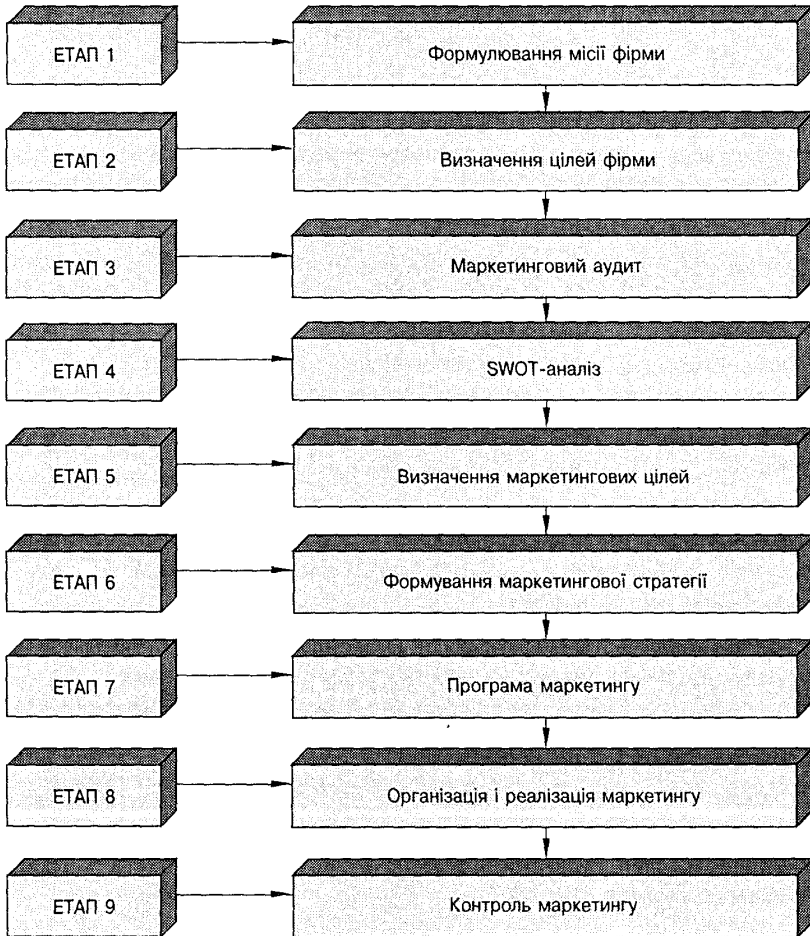 ЕТАП 1
Формулювання місії фірми
ЕТАП 2
Визначення цілей фірми
ЕТАП 3
Маркетинговий аудит
ЕТАП 4
SWOT-аналіз
ЕТАП 5
Визначення маркетингових цілей
ЕТАП 6
Формування маркетингової стратегії
ЕТАП 7
Програма маркетингу
ЕТАП 8
Організація і реалізація маркетингу
ЕТАП 9
Контроль маркетингу